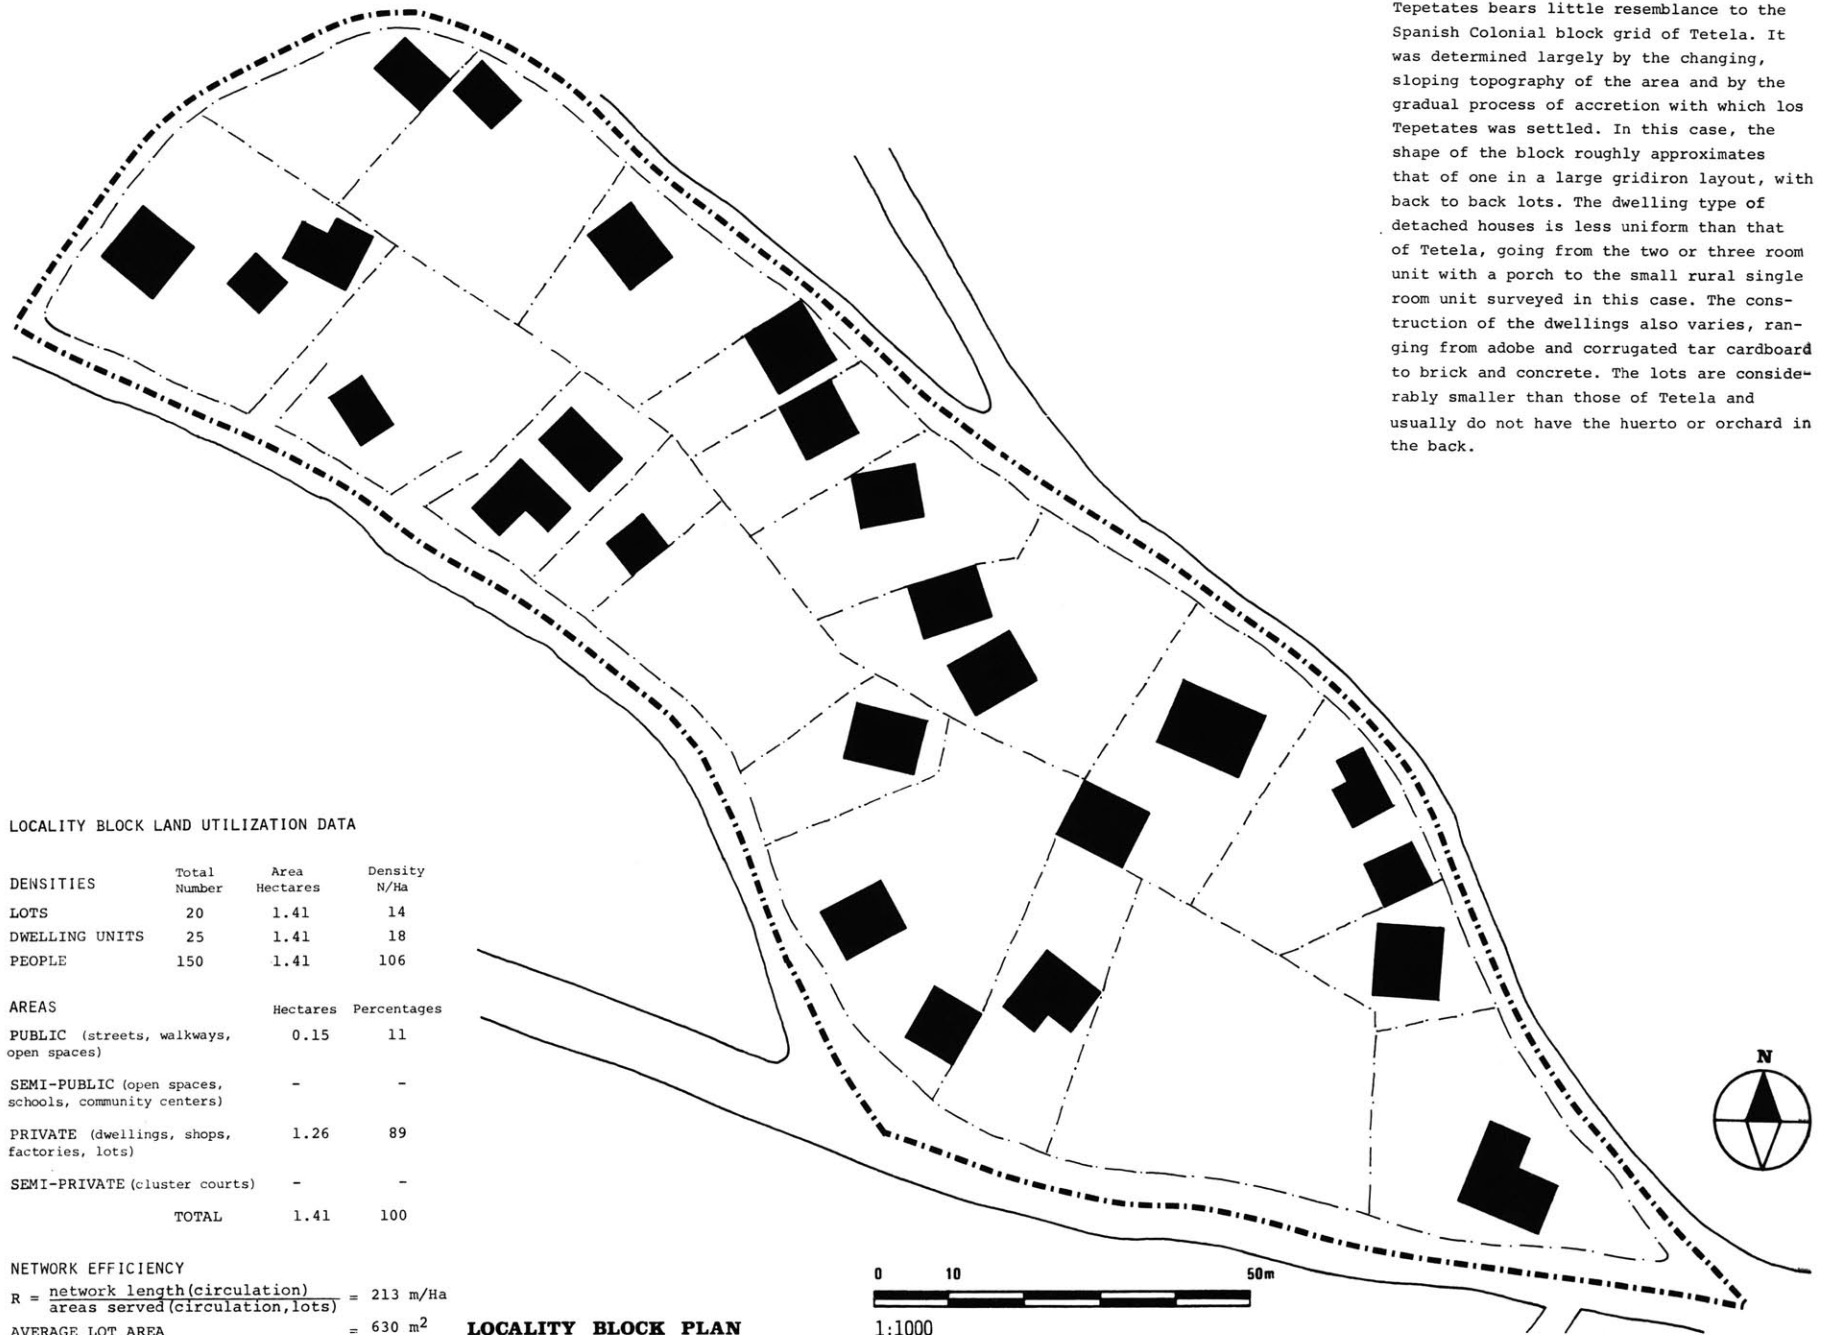 Tepetates bears little resemblance to the
Spanish Colonial block grid of Tetela. It
was determined largely by the changing,
sloping topography of the area and by the
gradual process of accretion with which los
Tepetates was settled. In this case, the
shape of the block roughly approximates
that of one in a large gridiron layout, with
back to back lots. The dwelling type of
detached houses is less uniform than that
of Tetela, going from the two or three room
unit with a porch to the small rural single
room unit surveyed in this case. The cons-
truction of the dwellings also varies, ran-
ging from adobe and corrugated tar cardboard
to brick and concrete. The lots are conside-
rably smaller than those of Tetela and
usually do not have the huerto or orchard in
the back.
LOCALITY BLOCK LAND UTILIZATION DATA
DENSITIES Total Number Area Hectares Density N/Ha
LOTS 20 1.41 14
DWELLING UNITS 25 1.41 18
PEOPLE 150 1.41 106
AREAS Hectares Percentages
PUBLIC (streets, walkways, 0.15 11
open spaces)
SEMI-PUBLIC (open spaces, - -
schools, community centers)
PRIVATE (dwellings, shops, 1.26 89
factories, lots)
SEMI-PRIVATE (cluster courts) - -
TOTAL 1.41 100
NETWORK EFFICIENCY
R = network length (circulation) = 213 m/Ha
areas served (circulation, lots)
AVERAGE LOT AREA = 630 m2
LOCALITY BLOCK PLAN
0 10 50m
1:1000
N